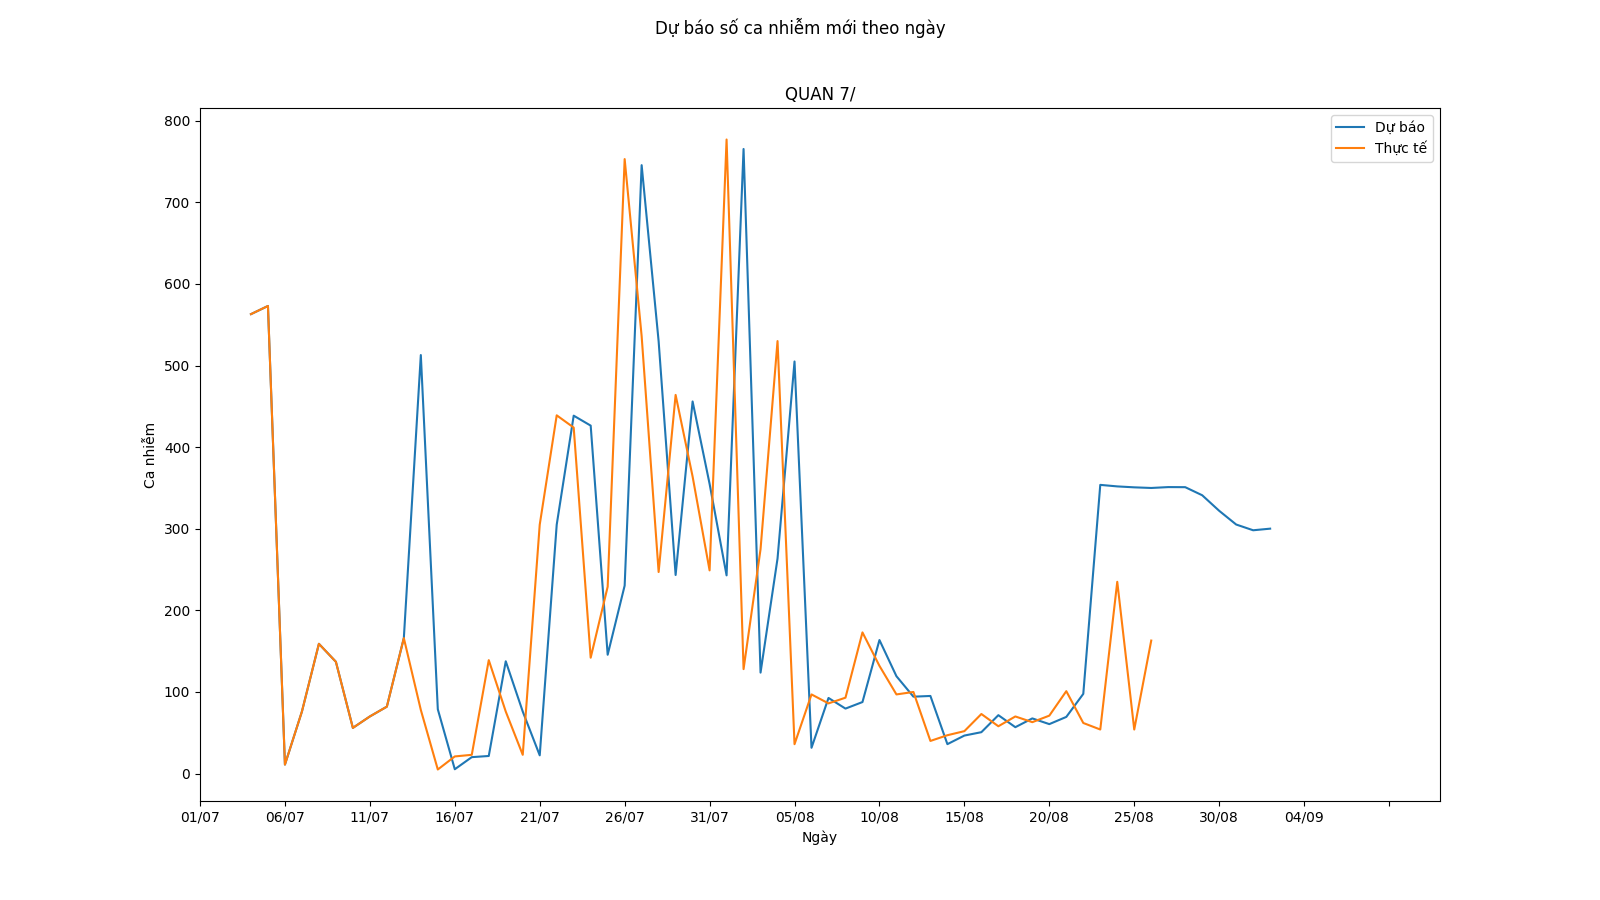 Dự báo số ca nhiễm mới theo ngày
QUAN 7/
Dự báo
Thực tế
800
700
600
500
400
300
200
100
0
Ca nhiễm
01/07 06/07 11/07 16/07 21/07 26/07 31/07 05/08 10/08 15/08 20/08 25/08 30/08 04/09
Ngày